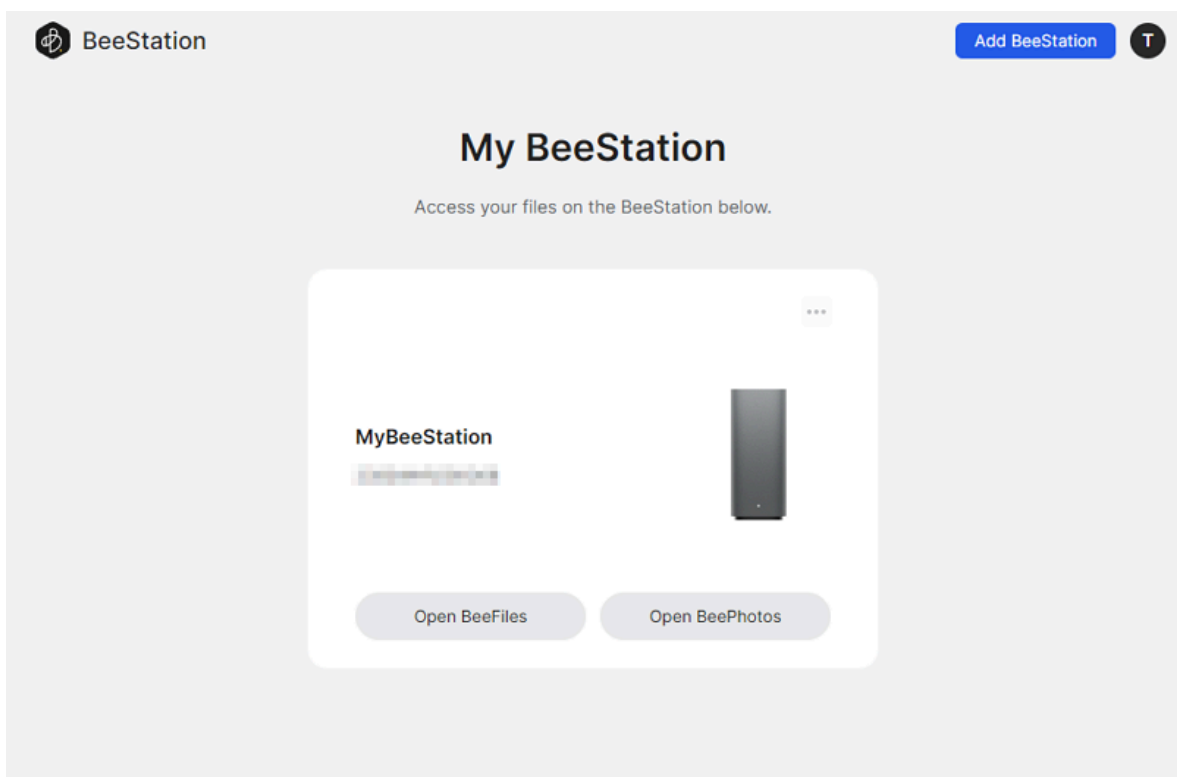 BeeStation
Add BeeStation
T
My BeeStation
Access your files on the BeeStation below.
MyBeeStation
Open BeeFiles
Open BeePhotos